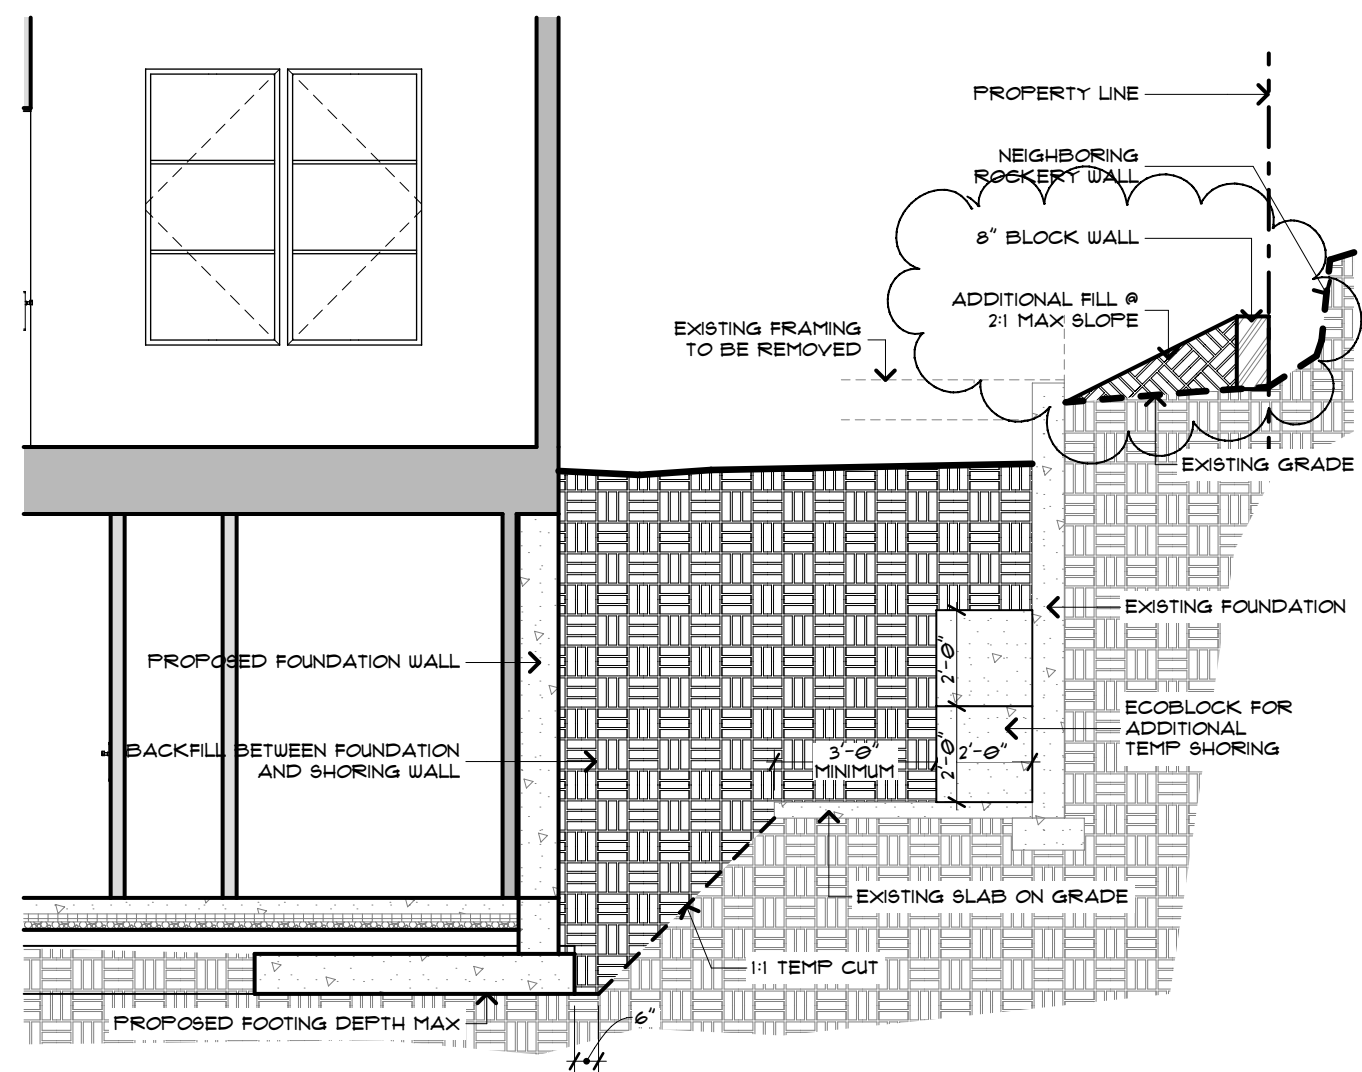 PROPERTY LINE
NEIGHBORING
ROCKERY WALL
8" BLOCK WALL
ADDITIONAL FILL @
2:1 MAX SLOPE
EXISTING FRAMING
TO BE REMOVED
EXISTING GRADE
EXISTING FOUNDATION
PROPOSED FOUNDATION WALL
2'-0"
ECOBLOCK FOR
ADDITIONAL
TEMP SHORING
BACKFILL BETWEEN FOUNDATION
AND SHORING WALL
3'-0"
MINIMUM
2'-0"
2'-0"
EXISTING SLAB ON GRADE
1:1 TEMP CUT
PROPOSED FOOTING DEPTH MAX
6"